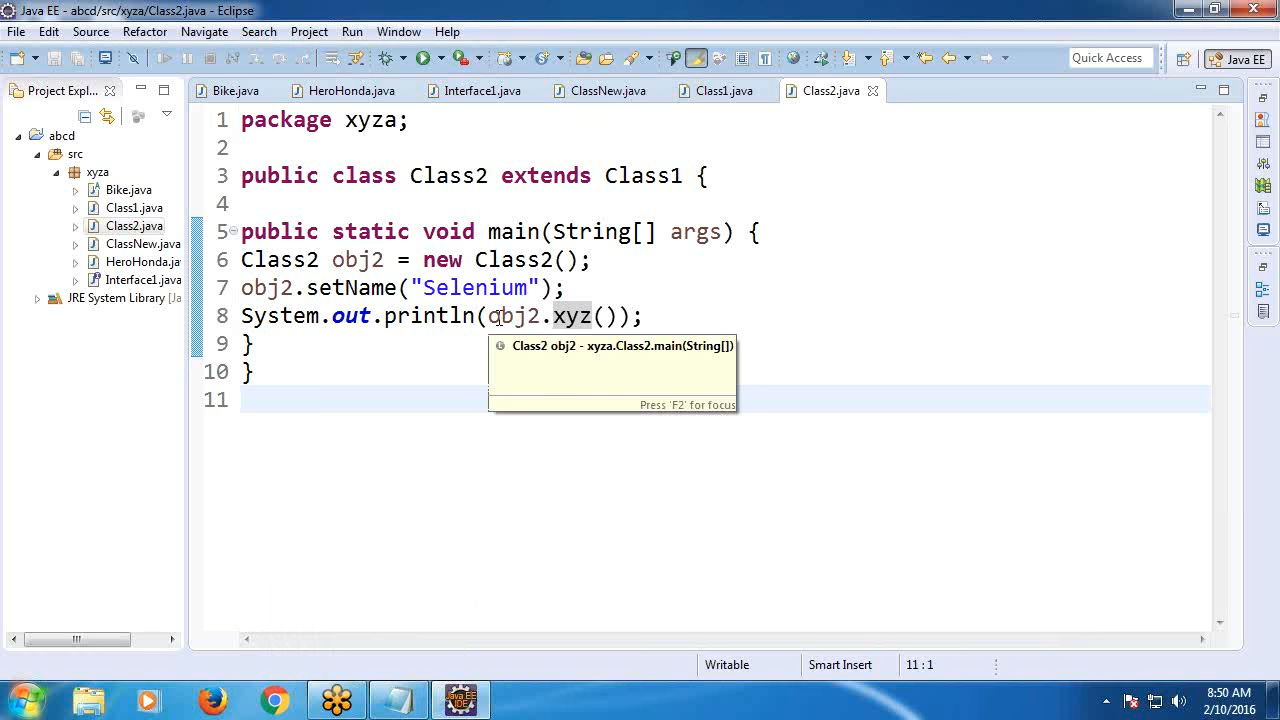 Java EE - abcd/src/xyza/Class2.java - Eclipse
File Edit Source Refactor Navigate Search Project Run Window Help
Quick Access
Java EE
Project Expl...
Bike.java
HeroHonda.java
Interface1.java
ClassNew.java
Class1.java
Class2.java
abcd
src
xyza
Bike.java
Class1.java
Class2.java
ClassNew.java
HeroHonda.ja
Interface1.java
JRE System Library [
1 package xyza;
2
3 public class Class2 extends Class1 {
4
5 public static void main(String[] args) {
6 Class2 obj2 = new Class2();
7 obj2.setName("Selenium");
8 System.out.println(obj2.xyz());
9 }
10 }
11
Class2 obj2 - xyza.Class2.main(String[])
Press 'F2' for focus
Writable
Smart Insert
11 : 1
Java EE
IDE
8:50 AM
2/10/2016